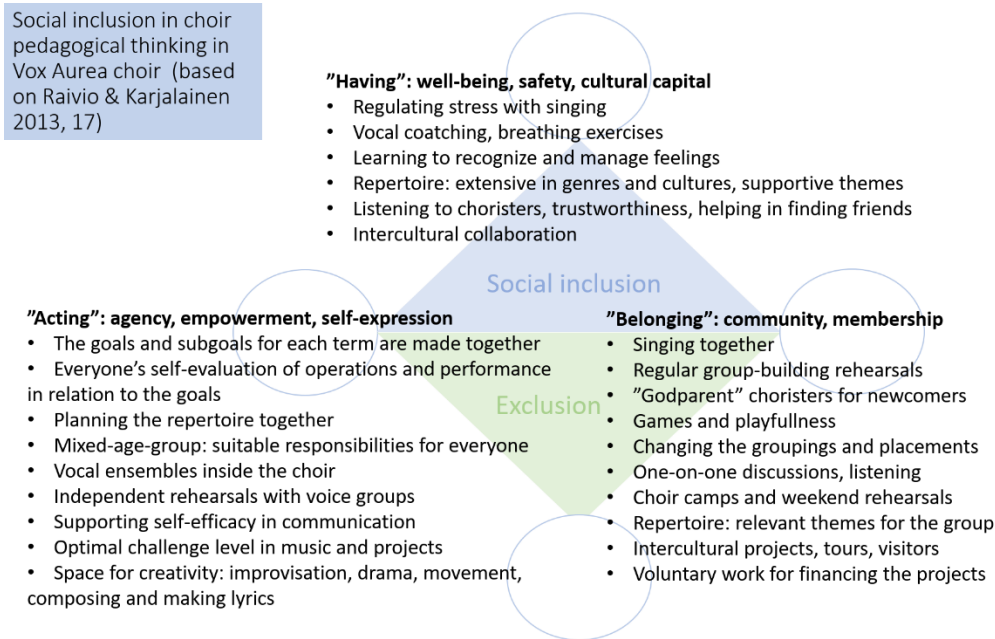 Social inclusion in choir
pedagogical thinking in
Vox Aurea choir (based
on Raivio & Karjalainen
2013, 17)
”Having”: well-being, safety, cultural capital
• Regulating stress with singing
• Vocal coatching, breathing exercises
• Learning to recognize and manage feelings
• Repertoire: extensive in genres and cultures, supportive themes
• Listening to choristers, trustworthiness, helping in finding friends
• Intercultural collaboration
Social inclusion
Exclusion
”Acting”: agency, empowerment, self-expression
• The goals and subgoals for each term are made together
• Everyone’s self-evaluation of operations and performance
in relation to the goals
• Planning the repertoire together
• Mixed-age-group: suitable responsibilities for everyone
• Vocal ensembles inside the choir
• Independent rehearsals with voice groups
• Supporting self-efficacy in communication
• Optimal challenge level in music and projects
• Space for creativity: improvisation, drama, movement,
composing and making lyrics
”Belonging”: community, membership
• Singing together
• Regular group-building rehearsals
• ”Godparent” choristers for newcomers
• Games and playfullness
• Changing the groupings and placements
• One-on-one discussions, listening
• Choir camps and weekend rehearsals
• Repertoire: relevant themes for the group
• Intercultural projects, tours, visitors
• Voluntary work for financing the projects